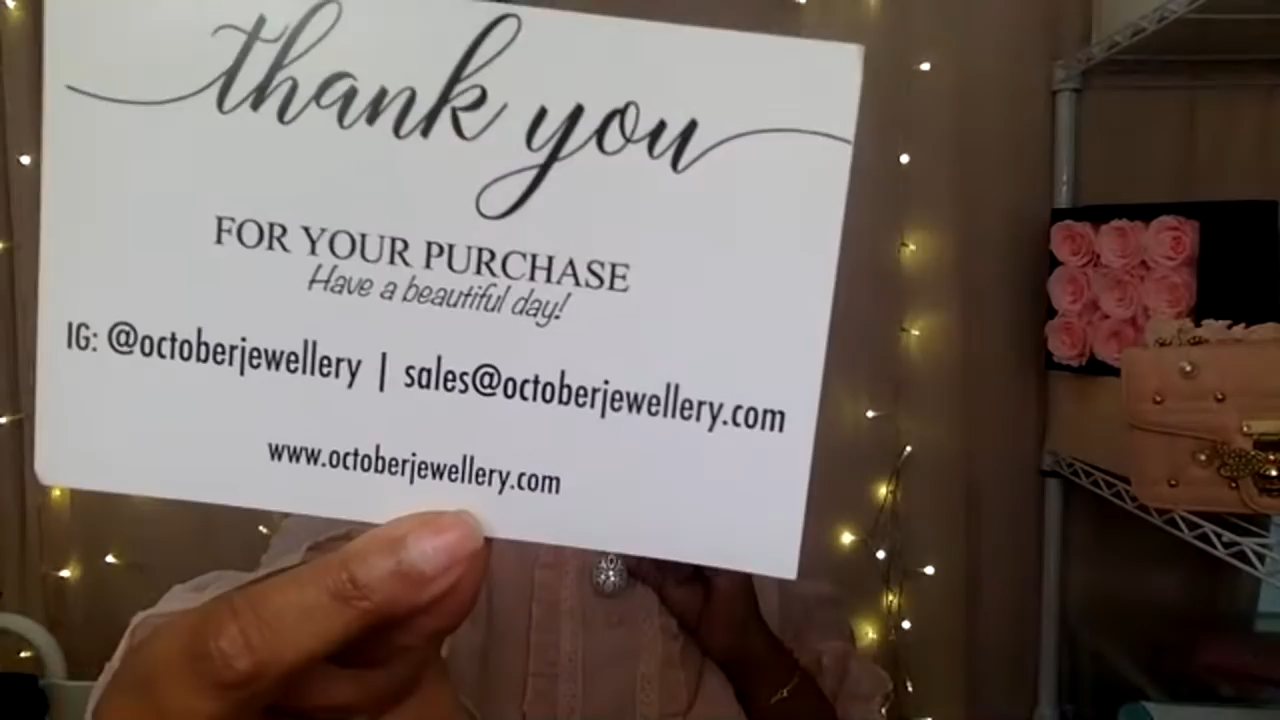 thank you
FOR YOUR PURCHASE
Have a beautiful day!
IG: @octoberjewellery | sales@octoberjewellery.com
www.octoberjewellery.com